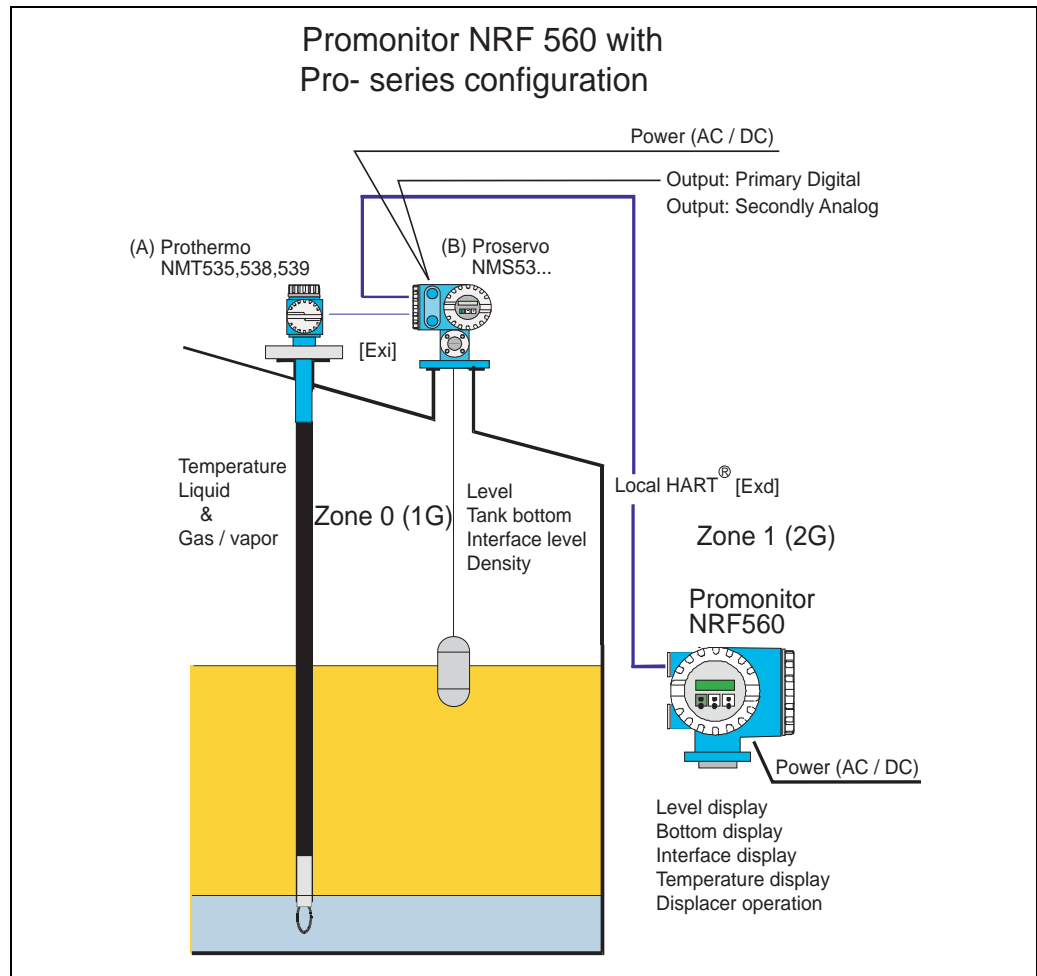 Promonitor NRF 560 with
Pro- series configuration
Power (AC / DC)
Output: Primary Digital
Output: Secondly Analog
(A) Prothermo
NMT535,538,539
(B) Proservo
NMS53...
[Exi]
Temperature
Liquid
&
Gas / vapor
Zone 0 (1G)
Level
Tank bottom
Interface level
Density
Local HART® [Exd]
Zone 1 (2G)
Promonitor
NRF560
Power (AC / DC)
Level display
Bottom display
Interface display
Temperature display
Displacer operation